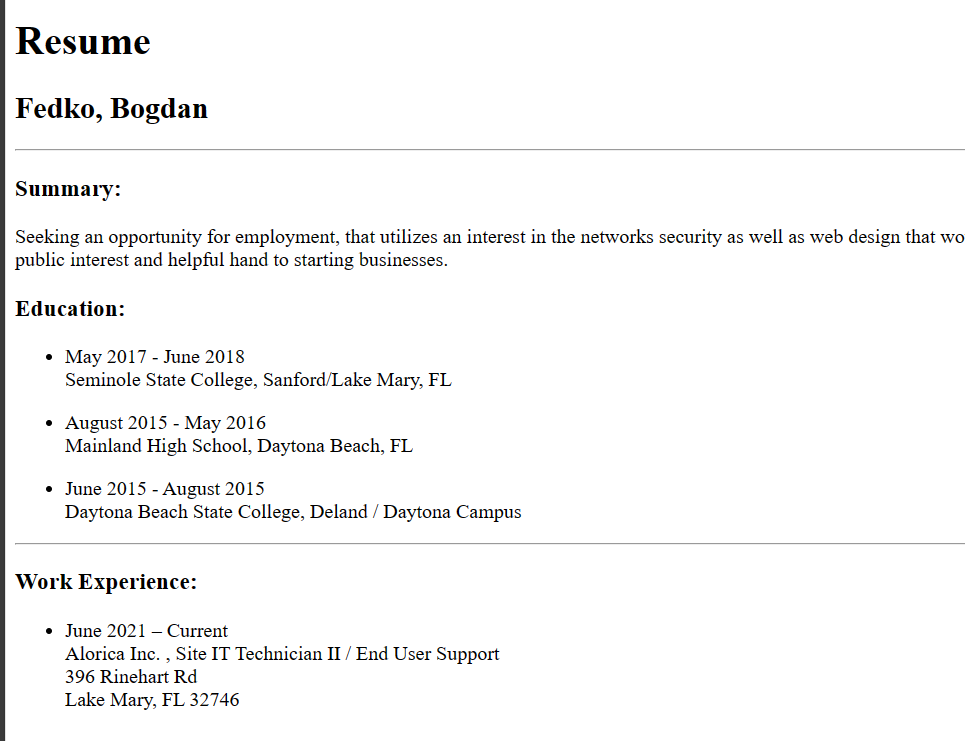 Resume
Fedko, Bogdan
Summary:
Seeking an opportunity for employment, that utilizes an interest in the networks security as well as web design that wo
public interest and helpful hand to starting businesses.
Education:
• May 2017 - June 2018
Seminole State College, Sanford/Lake Mary, FL
• August 2015 - May 2016
Mainland High School, Daytona Beach, FL
• June 2015 - August 2015
Daytona Beach State College, Deland / Daytona Campus
Work Experience:
• June 2021 – Current
Alorica Inc. , Site IT Technician II / End User Support
396 Rinehart Rd
Lake Mary, FL 32746